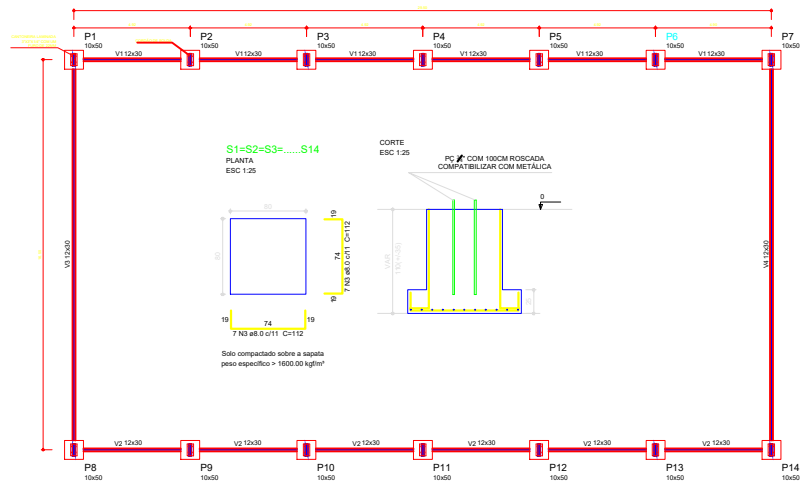 P1
10x50
P2
10x50
P3
10x50
P4
10x50
P5
10x50
P6
10x50
P7
10x50
V1 12x30
V1 12x30
V1 12x30
V1 12x30
V1 12x30
V1 12x30
S1=S2=S3=......S14
PLANTA
ESC 1:25
CORTE
ESC 1:25
COM 100CM ROSCADA
COMPATIBILIZAR COM METÁLICA
0
60
60
19
74
19
7 N3 ø8.0 c/11 C=112
VAR
V3 12x30
V4 12x30
19
74
19
7 N3 ø8.0 c/11 C=112
Solo compactado sobre a sapata
peso específico > 1600.00 kgf/m³
V2 12x30
V2 12x30
V2 12x30
V2 12x30
V2 12x30
V2 12x30
P8
10x50
P9
10x50
P10
10x50
P11
10x50
P12
10x50
P13
10x50
P14
10x50